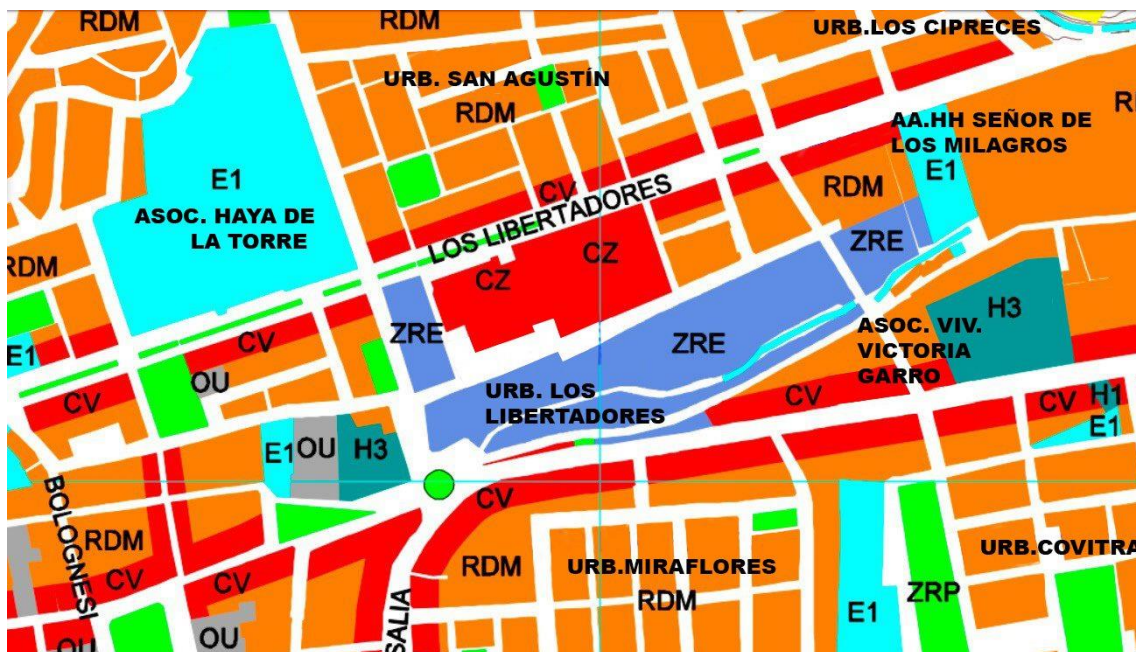 RDM
RDM
URB.LOS CIPRECES
URB. SAN AGUSTÍN
RDM
R
AA.HH SEÑOR DE
LOS MILAGROS
E1
E1
RDM
CV
ASOC. HAYA DE
LA TORRE
LOS LIBERTADORES
ZRE
RDM
CZ
CZ
H3
ZRE
ZRE
CV
E1
ASOC. VIV.
VICTORIA
GARRO
OU
CV
URB. LOS
LIBERTADORES
CV
CV
H1
E1
E1
OU
H3
CV
BOLOGNESI
RDM
CV
CV
RDM
URB.MIRAFLORES
RDM
URB.COVITRA
ZRP
E1
SALIA
OU
OU